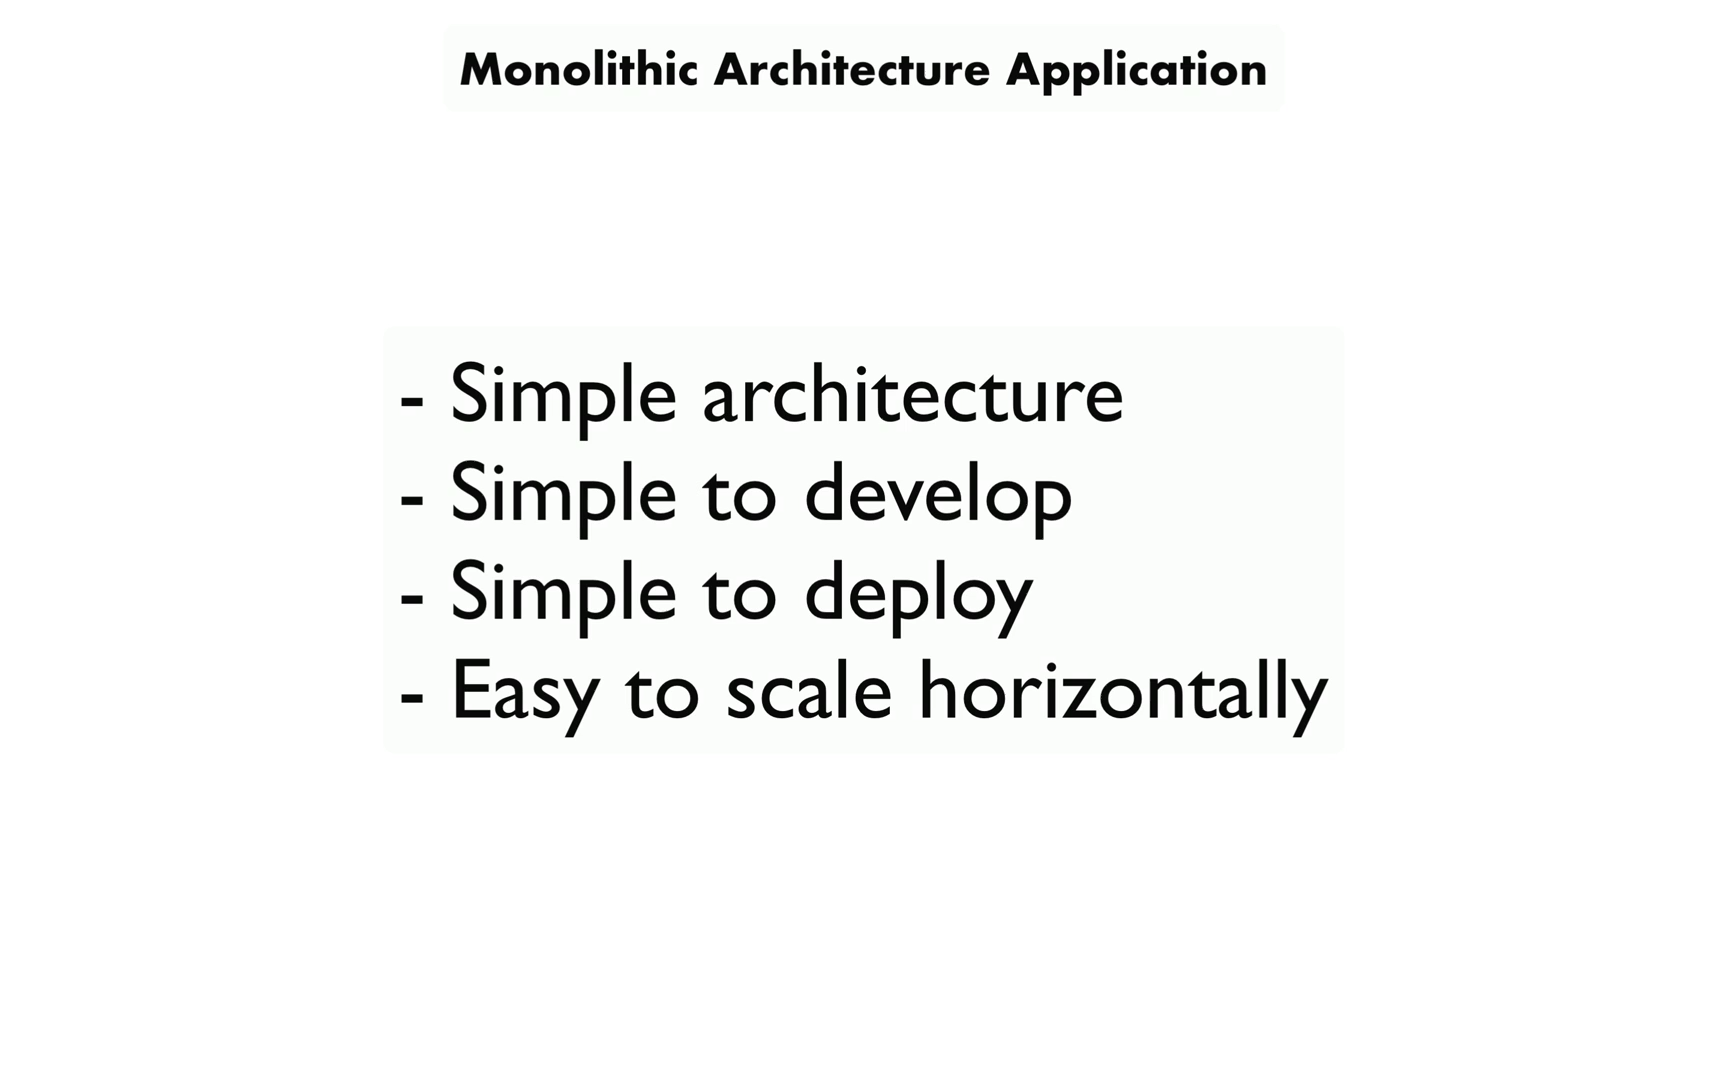 Monolithic Architecture Application
- Simple architecture
- Simple to develop
- Simple to deploy
- Easy to scale horizontally